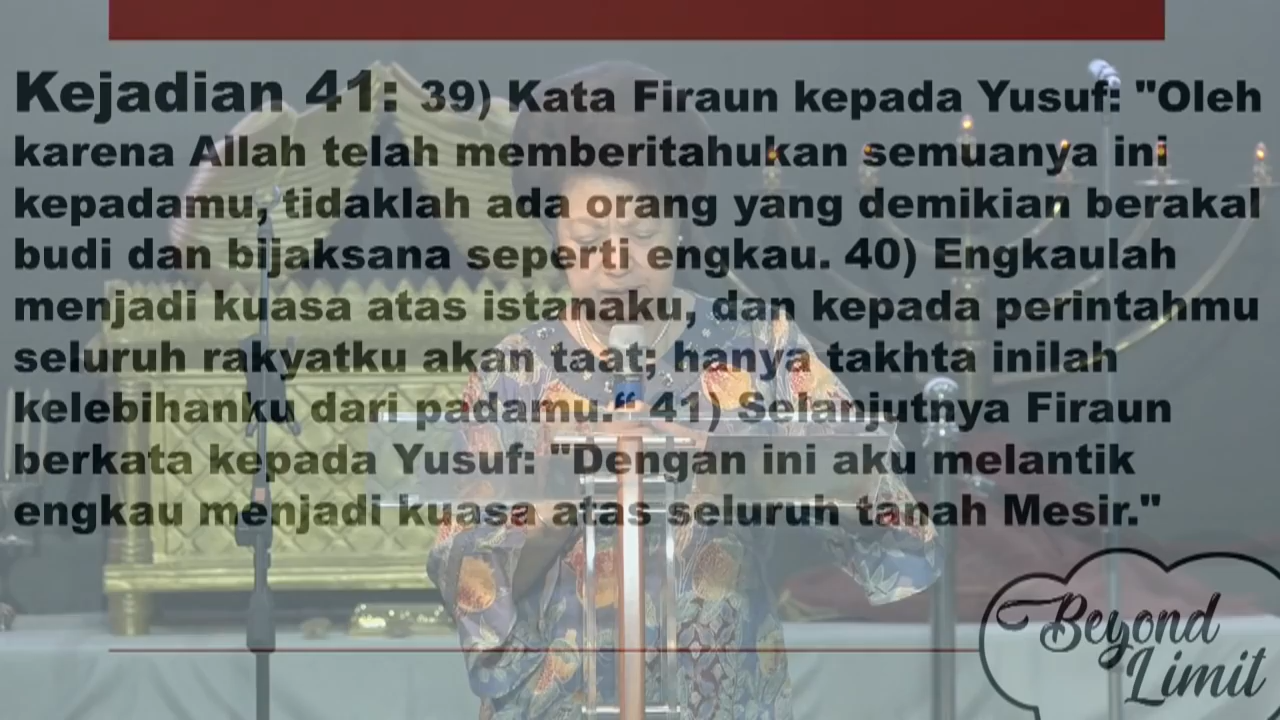 Kejadian 41: 39) Kata Firaun kepada Yusuf: "Oleh
karena Allah telah memberitahukan semuanya ini
kepadamu, tidaklah ada orang yang demikian berakal
budi dan bijaksana seperti engkau. 40) Engkaulah
menjadi kuasa atas istanaku, dan kepada perintahmu
seluruh rakyatku akan taat; hanya takhta inilah
kelebihanku dari padamu.“ 41) Selanjutnya Firaun
berkata kepada Yusuf: "Dengan ini aku melantik
engkau menjadi kuasa atas seluruh tanah Mesir."
Beyond
Limit